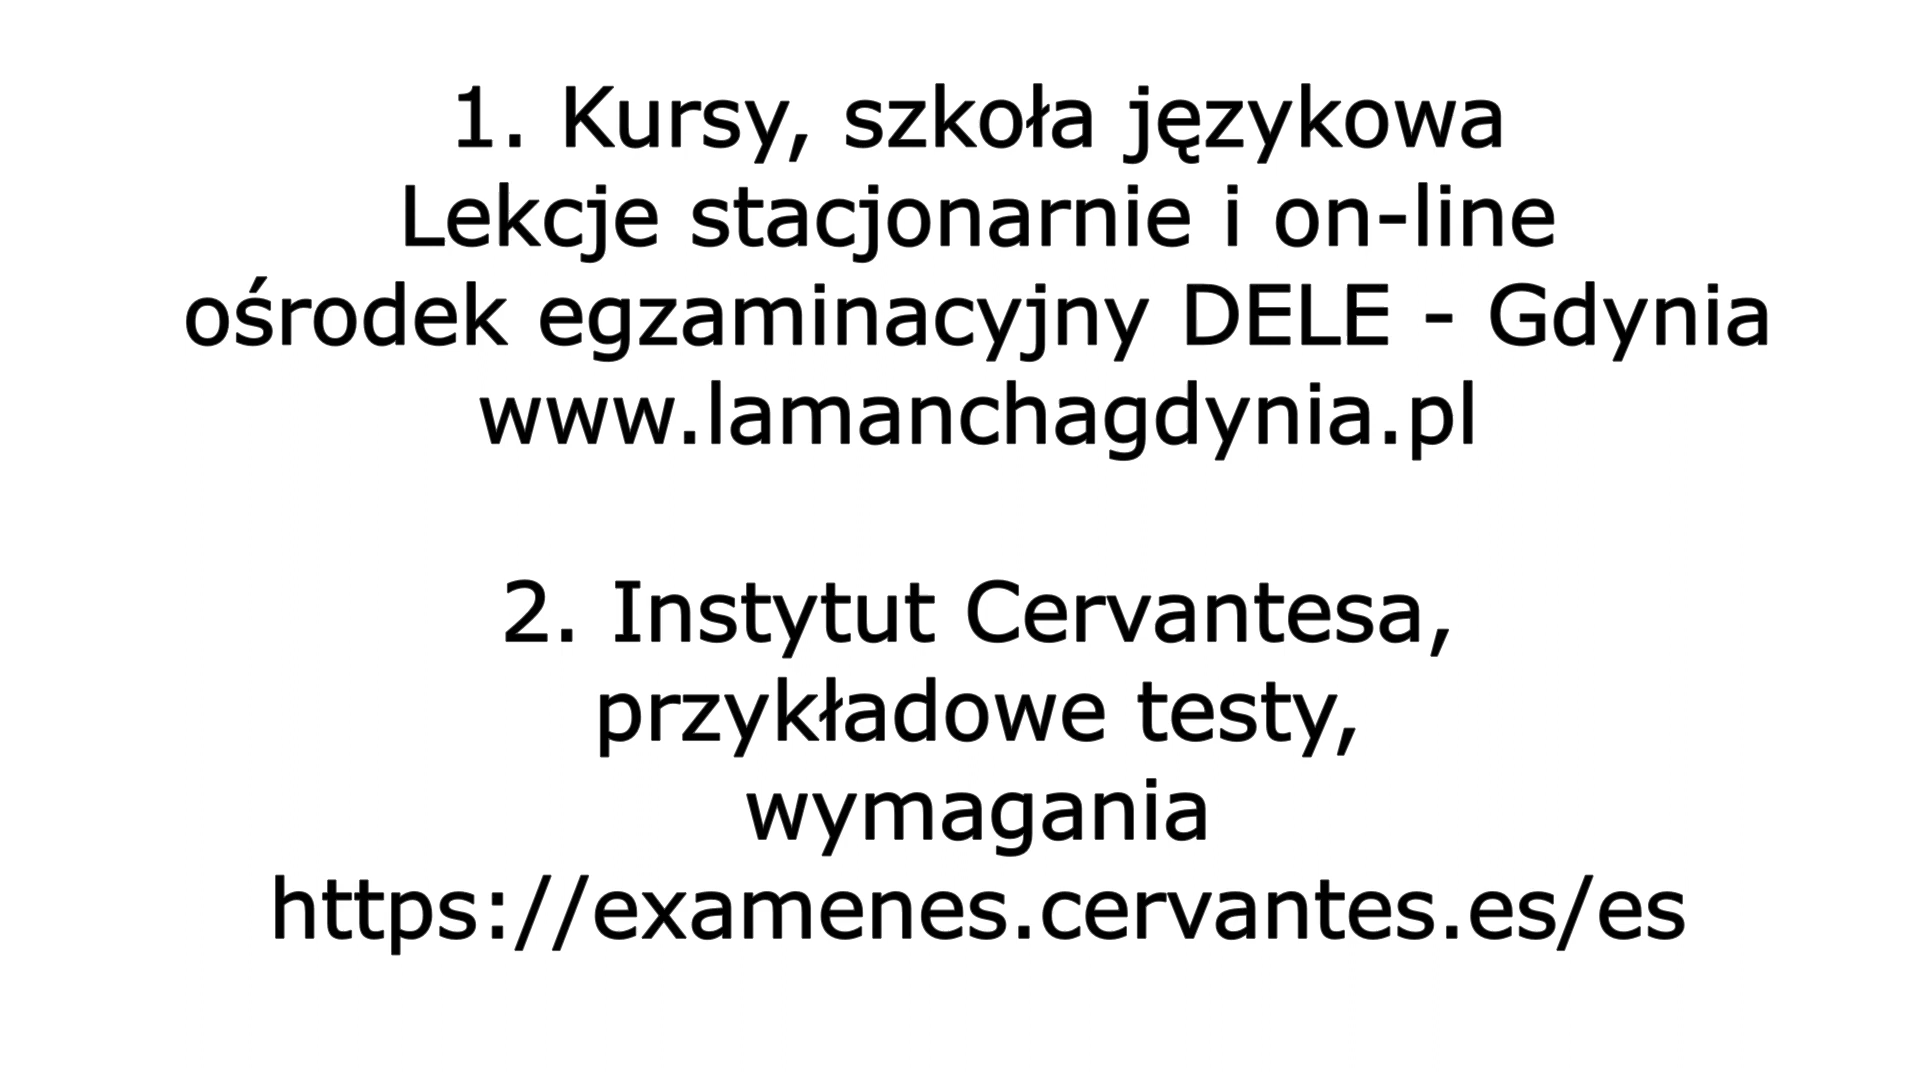 1. Kursy, szkoła językowa
Lekcje stacjonarnie i on-line
ośrodek egzaminacyjny DELE - Gdynia
www.lamanchagdynia.pl
2. Instytut Cervantesa,
przykładowe testy,
wymagania
https://examenes.cervantes.es/es